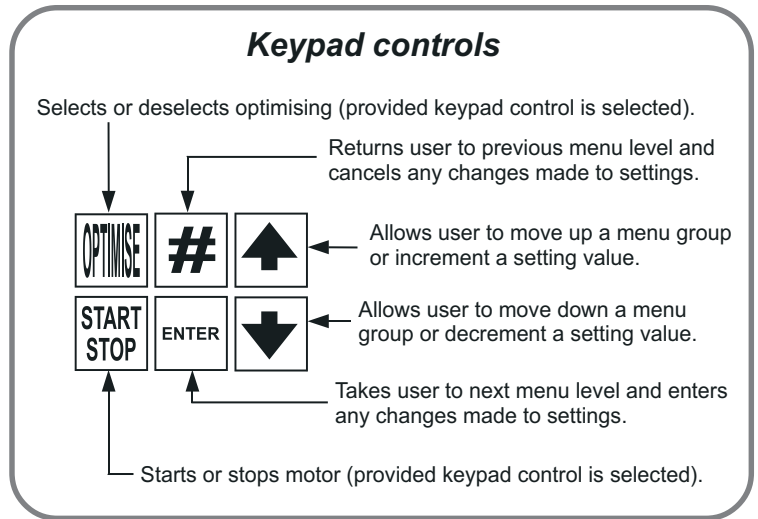 Keypad controls
Selects or deselects optimising (provided keypad control is selected).
Returns user to previous menu level and
cancels any changes made to settings.
OPTIMISE
#
Allows user to move up a menu group
or increment a setting value.
START
STOP
ENTER
Allows user to move down a menu
group or decrement a setting value.
Takes user to next menu level and enters
any changes made to settings.
Starts or stops motor (provided keypad control is selected).